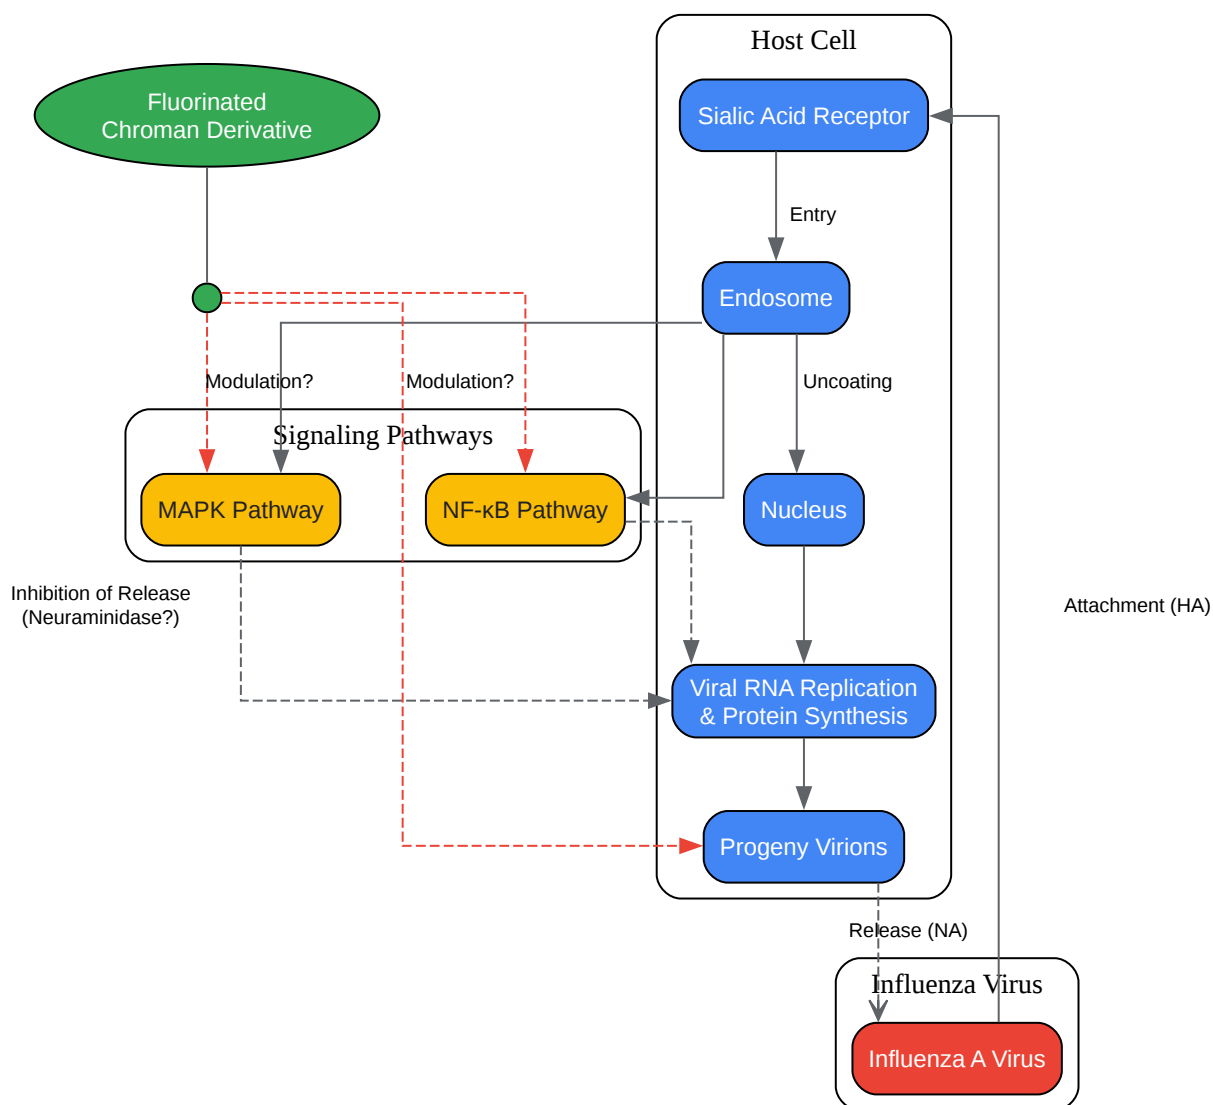 Host Cell
Fluorinated
Chroman Derivative
Sialic Acid Receptor
Entry
Endosome
Modulation?
Modulation?
Uncoating
Signaling Pathways
MAPK Pathway
NF-κB Pathway
Nucleus
Inhibition of Release
(Neuraminidase?)
Attachment (HA)
Viral RNA Replication
& Protein Synthesis
Progeny Virions
Release (NA)
Influenza Virus
Influenza A Virus